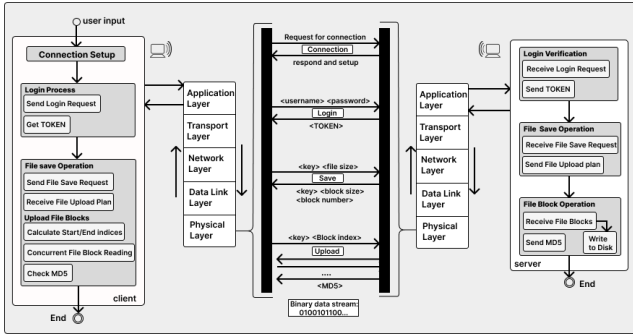 user input
Connection Setup
Login Process
Send Login Request
Get TOKEN
File save Operation
Send File Save Request
Receive File Upload Plan
Upload File Blocks
Calculate Start/End indices
Concurrent File Block Reading
Check MD5
client
End
Application
Layer
Transport
Layer
Network
Layer
Data Link
Layer
Physical
Layer
Request for connection
Connection
respond and setup
<username> <password>
Login
<TOKEN>
<key> <file size>
Save
<key> <block size>
<block number>
<key> <Block index>
Upload
....
<MD5>
Binary data stream:
0100101100...
Application
Layer
Transport
Layer
Network
Layer
Data Link
Layer
Physical
Layer
Login Verification
Receive Login Request
Send TOKEN
File Save Operation
Receive File Save Request
Send File Upload plan
File Block Operation
Receive File Blocks
Send MD5
Write
to Disk
server
End